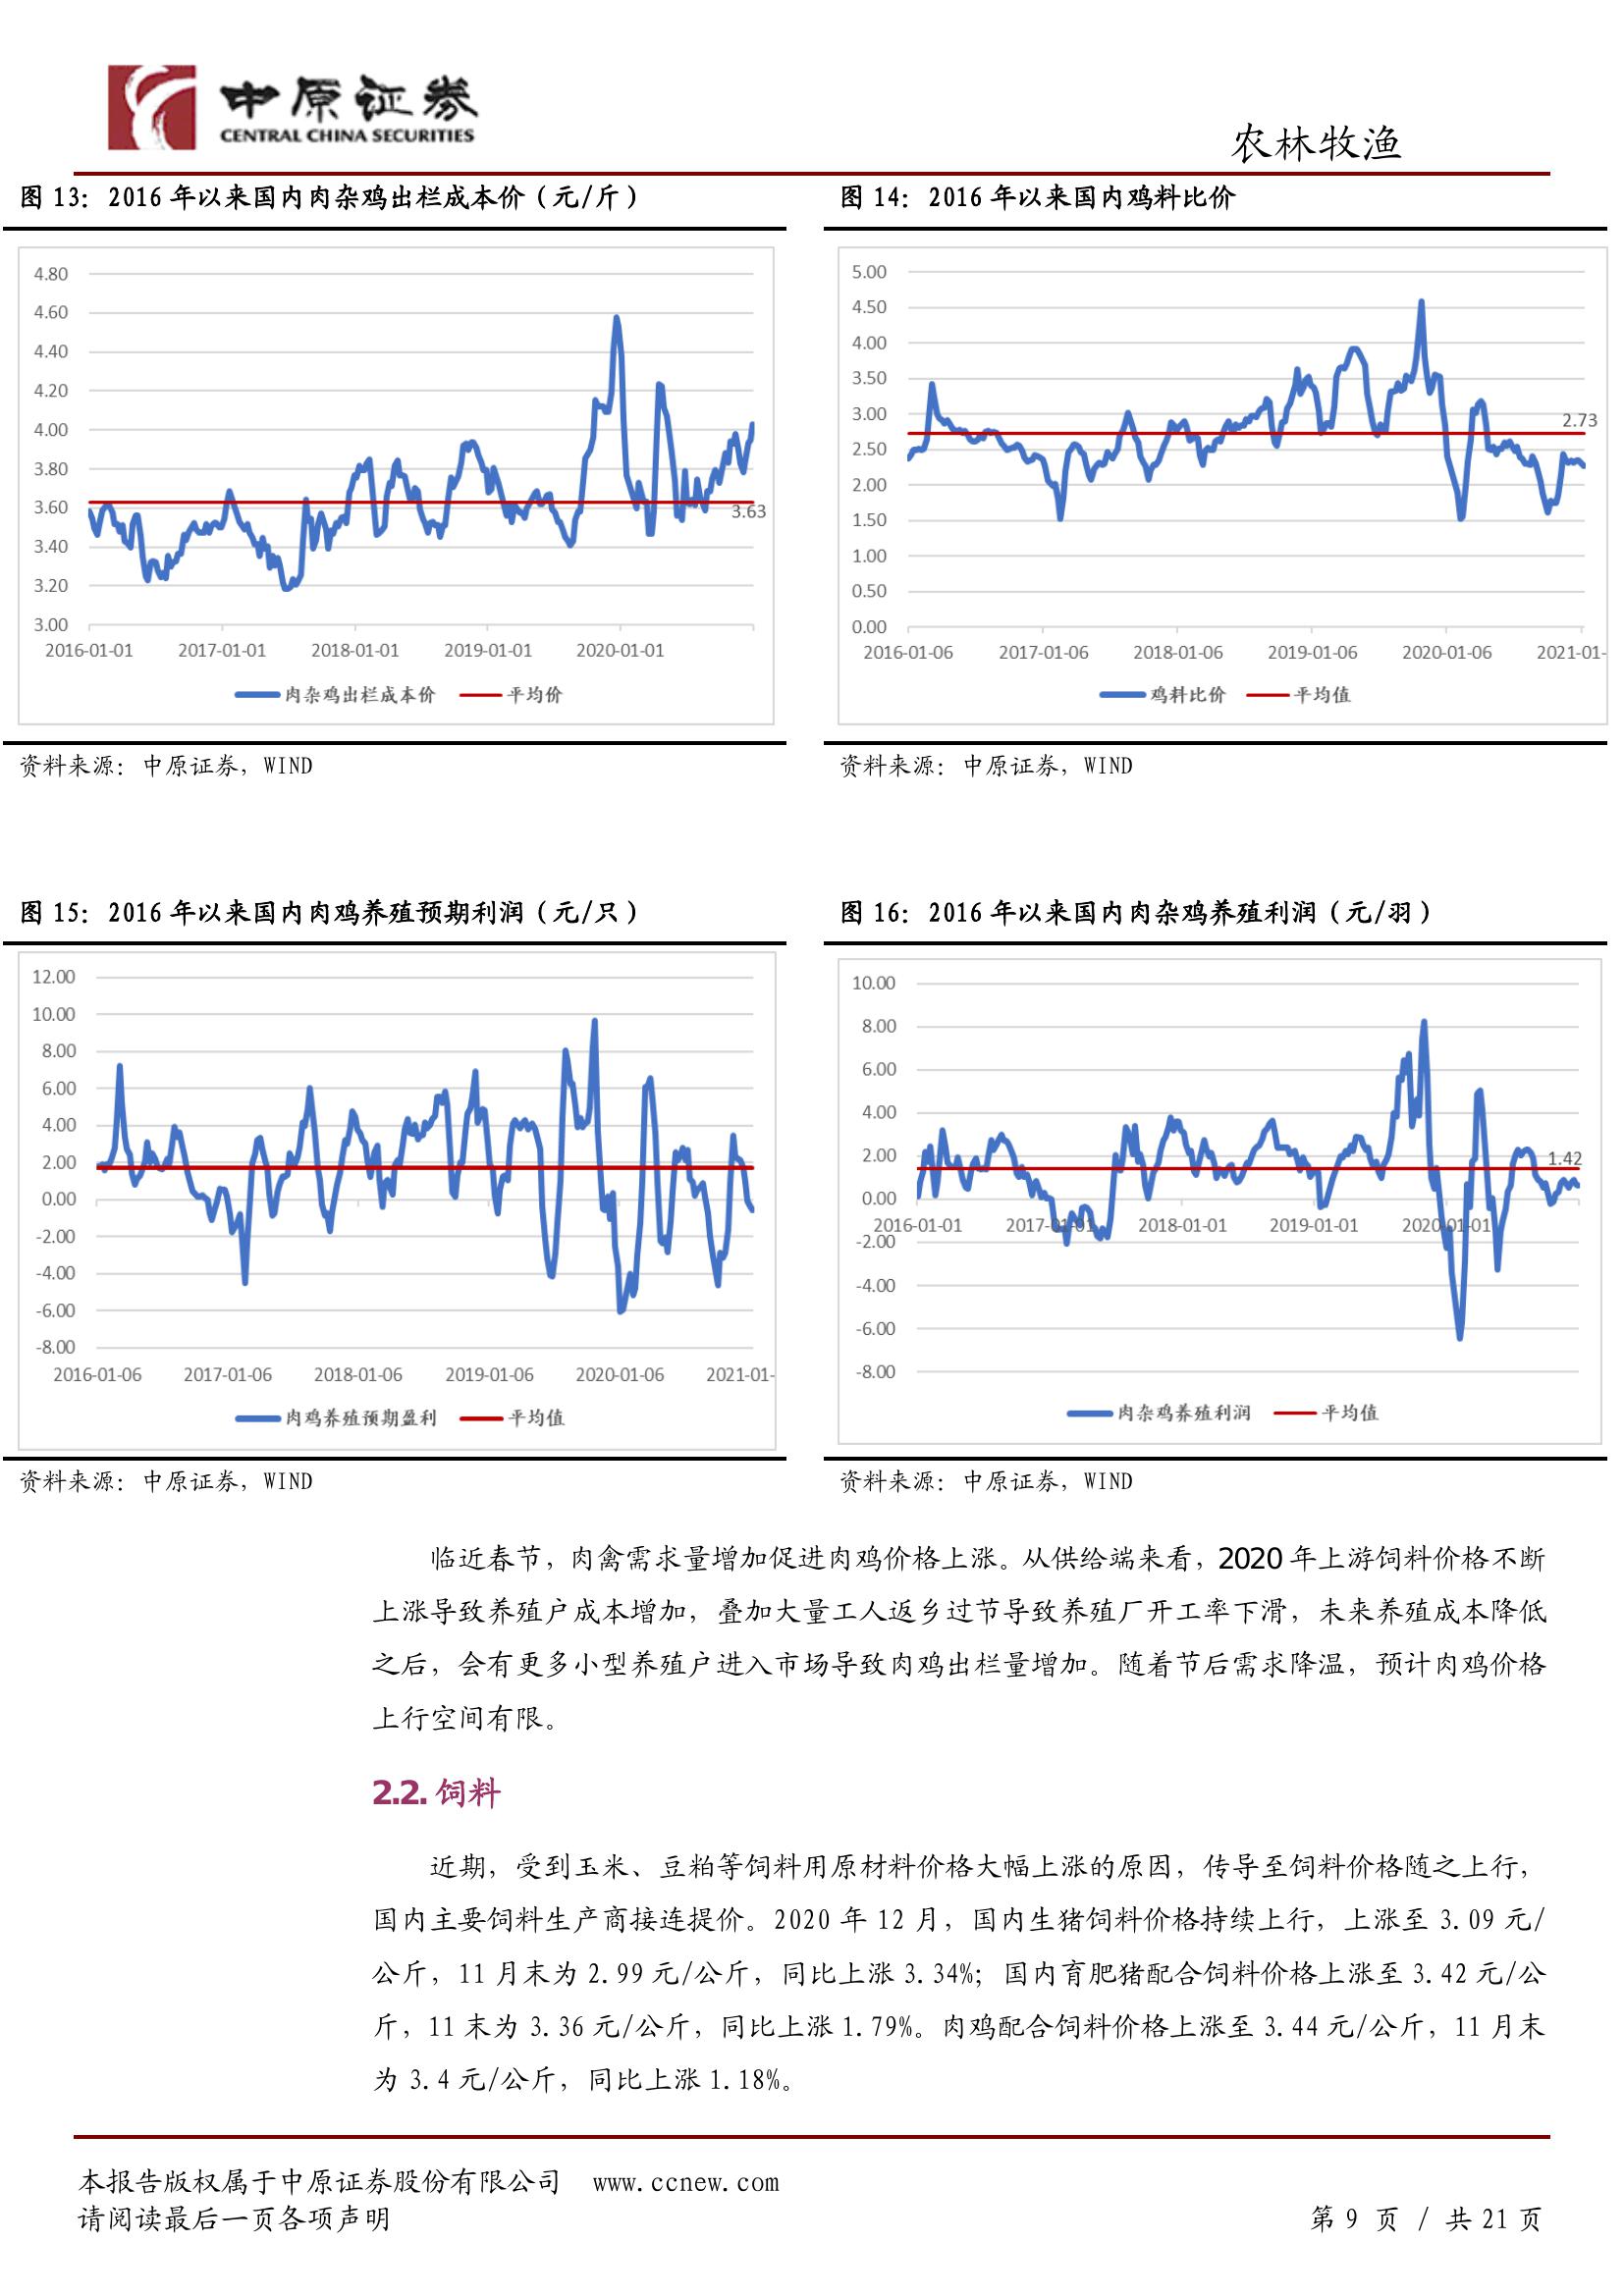 中原证券
CENTRAL CHINA SECURITIES
农林牧渔
图 13：2016 年以来国内肉杂鸡出栏成本价（元/斤）
4.80
4.60
4.40
4.20
4.00
3.80
3.60
3.40
3.20
3.00
3.63
2016-01-01 2017-01-01 2018-01-01 2019-01-01 2020-01-01
肉杂鸡出栏成本价 平均价
资料来源：中原证券，WIND
图 14：2016 年以来国内鸡料比价
5.00
4.50
4.00
3.50
3.00
2.50
2.00
1.50
1.00
0.50
0.00
2.73
2016-01-06 2017-01-06 2018-01-06 2019-01-06 2020-01-06 2021-01-
鸡料比价 平均值
资料来源：中原证券，WIND
图 15：2016 年以来国内肉鸡养殖预期利润（元/只）
12.00
10.00
8.00
6.00
4.00
2.00
0.00
-2.00
-4.00
-6.00
-8.00
2016-01-06 2017-01-06 2018-01-06 2019-01-06 2020-01-06 2021-01-
肉鸡养殖预期盈利 平均值
资料来源：中原证券，WIND
图 16：2016 年以来国内肉杂鸡养殖利润（元/羽）
10.00
8.00
6.00
4.00
2.00
0.00
-2.00
-4.00
-6.00
-8.00
1.42
2016-01-01 2017-01-01 2018-01-01 2019-01-01 2020-01-01
肉杂鸡养殖利润 平均值
资料来源：中原证券，WIND
临近春节，肉禽需求量增加促进肉鸡价格上涨。从供给端来看，2020 年上游饲料价格不断
上涨导致养殖户成本增加，叠加大量工人返乡过节导致养殖厂开工率下滑，未来养殖成本降低
之后，会有更多小型养殖户进入市场导致肉鸡出栏量增加。随着节后需求降温，预计肉鸡价格
上行空间有限。
2.2. 饲料
近期，受到玉米、豆粕等饲料用原材料价格大幅上涨的原因，传导至饲料价格随之上行，
国内主要饲料生产商接连提价。2020 年 12 月，国内生猪饲料价格持续上行，上涨至 3.09 元/
公斤，11 月末为 2.99 元/公斤，同比上涨 3.34%；国内育肥猪配合饲料价格上涨至 3.42 元/公
斤，11 末为 3.36 元/公斤，同比上涨 1.79%。肉鸡配合饲料价格上涨至 3.44 元/公斤，11 月末
为 3.4 元/公斤，同比上涨 1.18%。
本报告版权属于中原证券股份有限公司 www.ccnew.com
请阅读最后一页各项声明
第 9 页 / 共 21 页